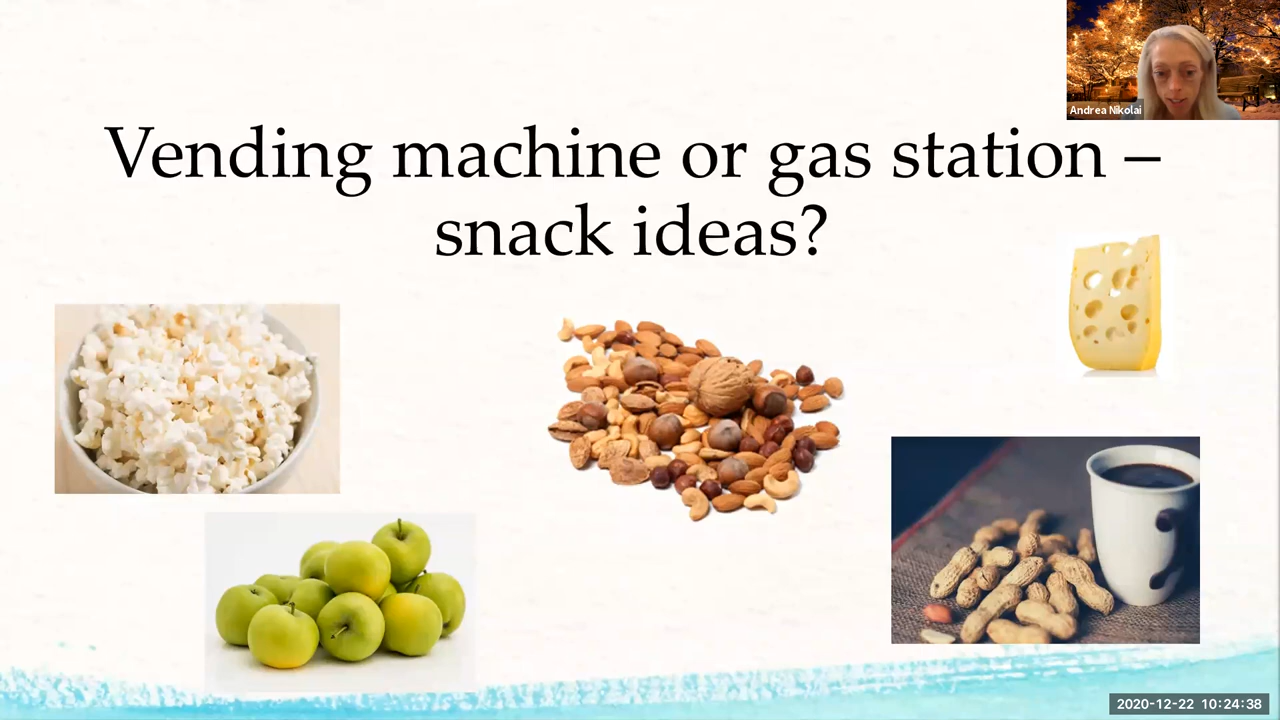 Andrea Nikolai
Vending machine or gas station –
snack ideas?
2020-12-22 10:24:38